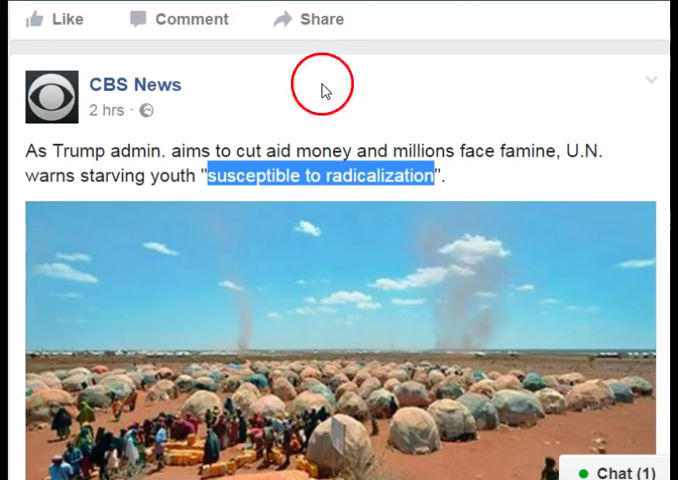 Like Comment Share
CBS News
2 hrs ·
As Trump admin. aims to cut aid money and millions face famine, U.N.
warns starving youth "susceptible to radicalization".
Chat (1)